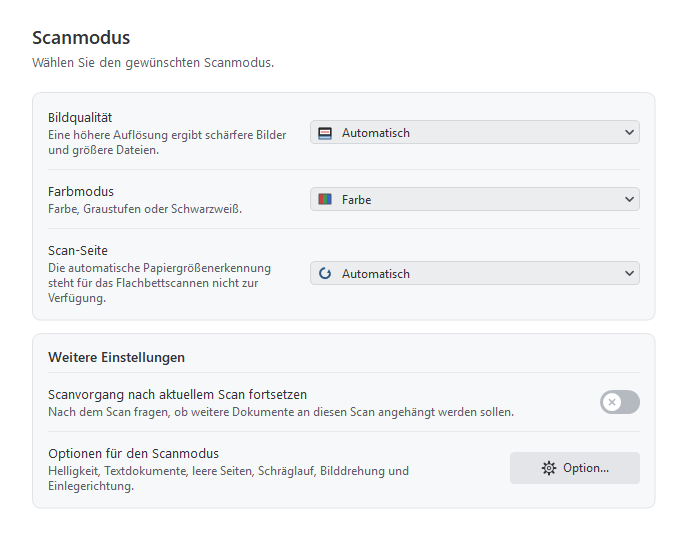 Scanmodus
Wählen Sie den gewünschten Scanmodus.
Bildqualität
Eine höhere Auflösung ergibt schärfere Bilder
und größere Dateien.
Automatisch
Farbmodus
Farbe, Graustufen oder Schwarzweiß.
Farbe
Scan-Seite
Die automatische Papiergrößenerkennung
steht für das Flachbettscannen nicht zur
Verfügung.
Automatisch
Weitere Einstellungen
Scanvorgang nach aktuellem Scan fortsetzen
Nach dem Scan fragen, ob weitere Dokumente an diesen Scan angehängt werden sollen.
Optionen für den Scanmodus
Helligkeit, Textdokumente, leere Seiten, Schräglauf, Bilddrehung und
Einlegerichtung.
Option...